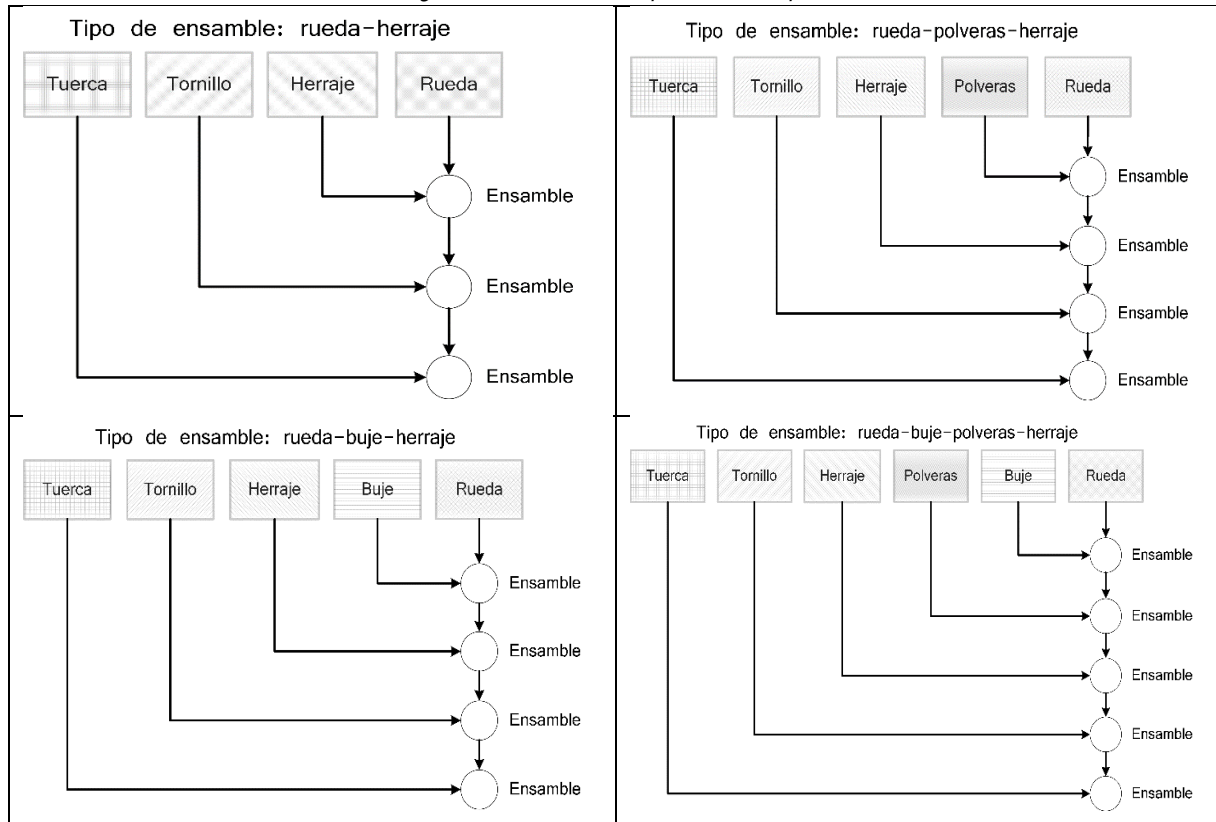 Tipo de ensamble: rueda-herraje
Tuerca Tornillo Herraje Rueda
Ensamble
Ensamble
Ensamble
Tipo de ensamble: rueda-polveras-herraje
Tuerca Tornillo Herraje Polveras Rueda
Ensamble
Ensamble
Ensamble
Ensamble
Tipo de ensamble: rueda-buje-herraje
Tuerca Tornillo Herraje Buje Rueda
Ensamble
Ensamble
Ensamble
Ensamble
Tipo de ensamble: rueda-buje-polveras-herraje
Tuerca Tornillo Herraje Polveras Buje Rueda
Ensamble
Ensamble
Ensamble
Ensamble
Ensamble